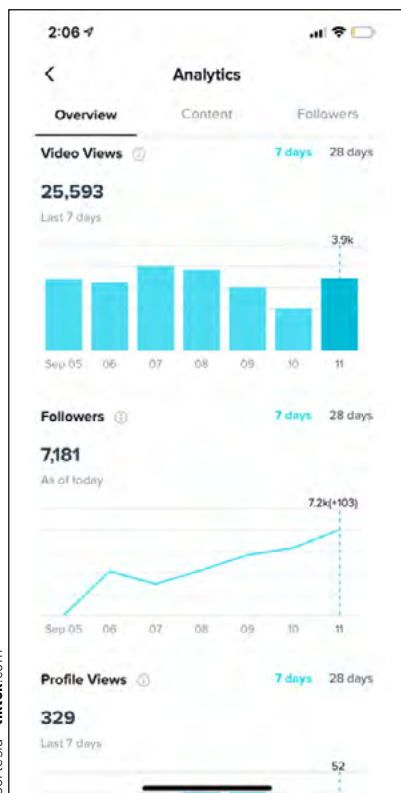 2:06
Analytics
Overview Content Followers
Video Views 7 days 28 days
25,593
Last 7 days
3.9k
Sep 05 06 07 08 09 10 11
Followers 7 days 28 days
7,181
As of today
7.2k(+103)
Sep 05 06 07 08 09 10 11
Profile Views 7 days 28 days
329
Last 7 days
52
tiktok.com